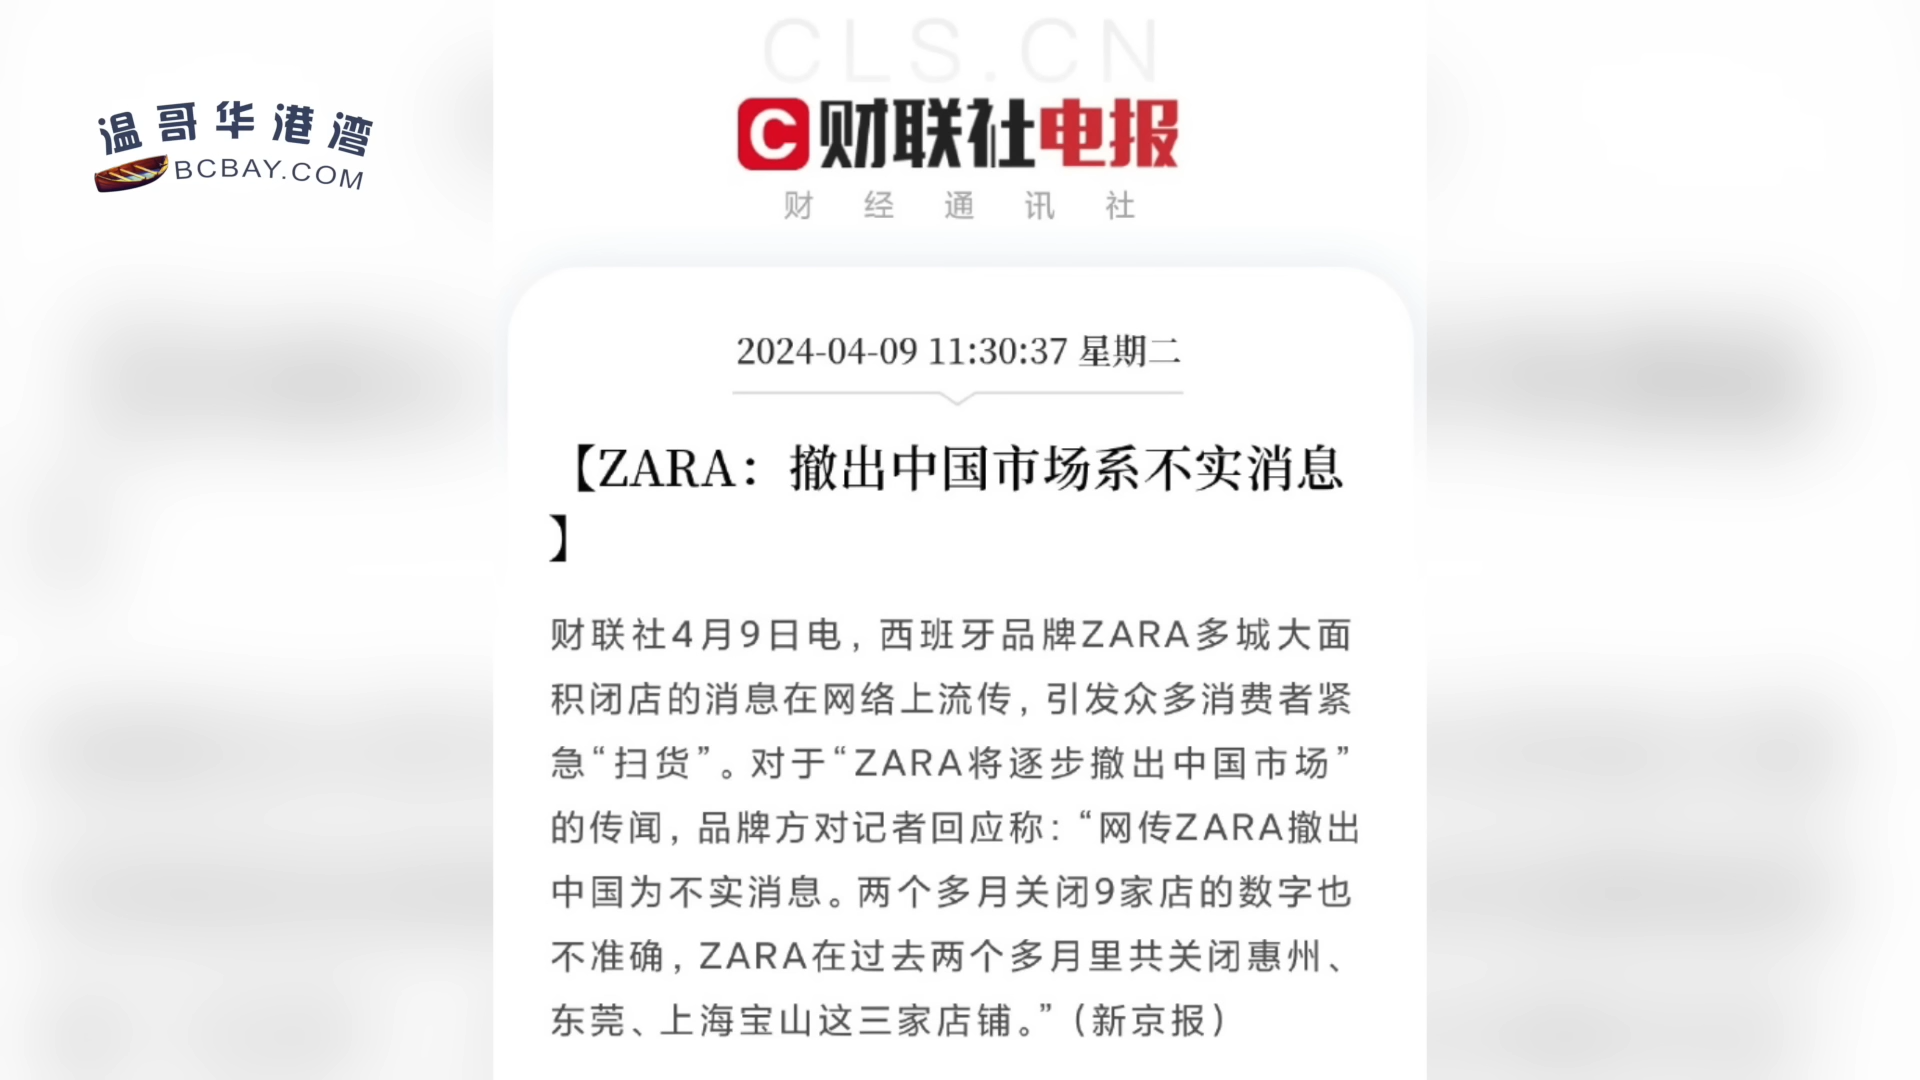 温哥华港湾
BCBAY.COM
CLS.CN
C财联社电报
财经通讯社
2024-04-09 11:30:37 星期二
【ZARA：撤出中国市场系不实消息
】
财联社4月9日电，西班牙品牌ZARA多城大面
积闭店的消息在网络上流传，引发众多消费者紧
急“扫货”。对于“ZARA将逐步撤出中国市场”
的传闻，品牌方对记者回应称：“网传ZARA撤出
中国为不实消息。两个多月关闭9家店的数字也
不准确，ZARA在过去两个多月里共关闭惠州、
东莞、上海宝山这三家店铺。”（新京报）